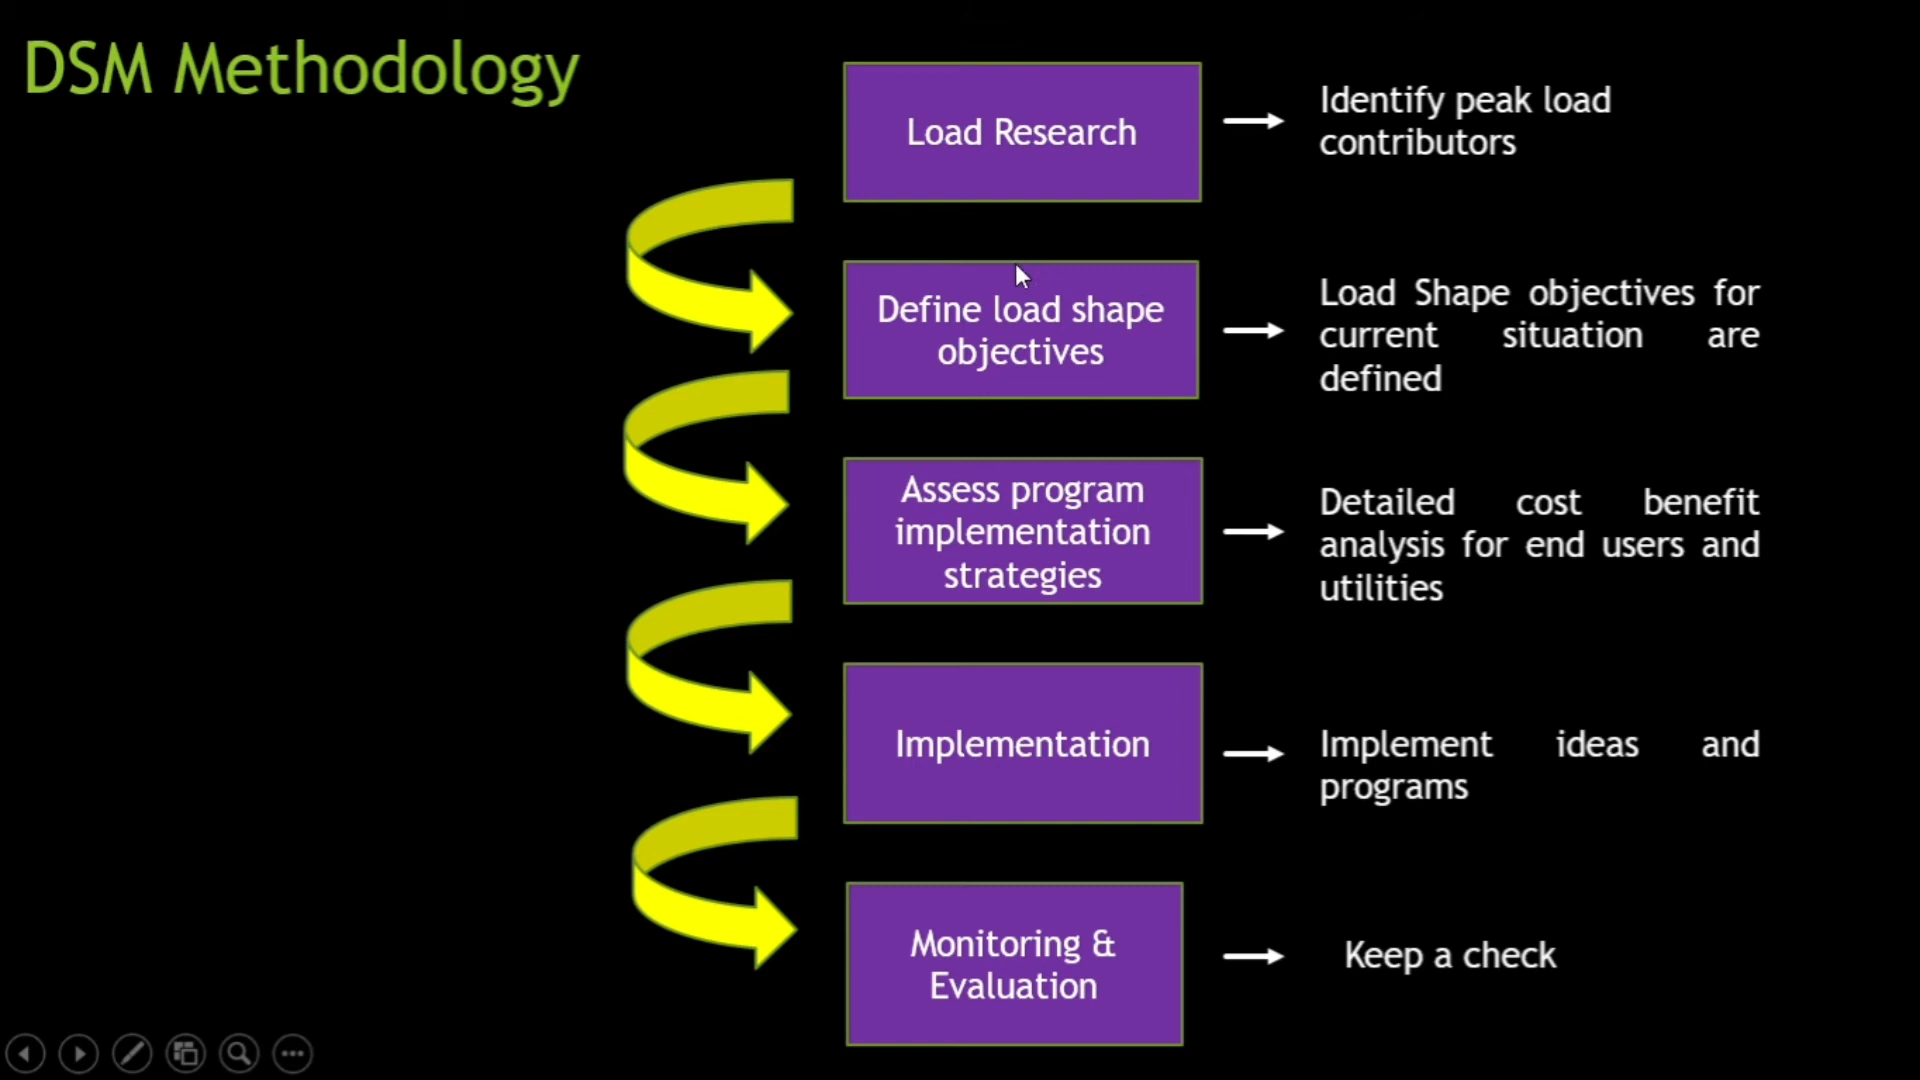 DSM Methodology
Load Research
Identify peak load
contributors
Define load shape
objectives
Load Shape objectives for
current situation are
defined
Assess program
implementation
strategies
Detailed cost benefit
analysis for end users and
utilities
Implementation
Implement ideas and
programs
Monitoring &
Evaluation
Keep a check